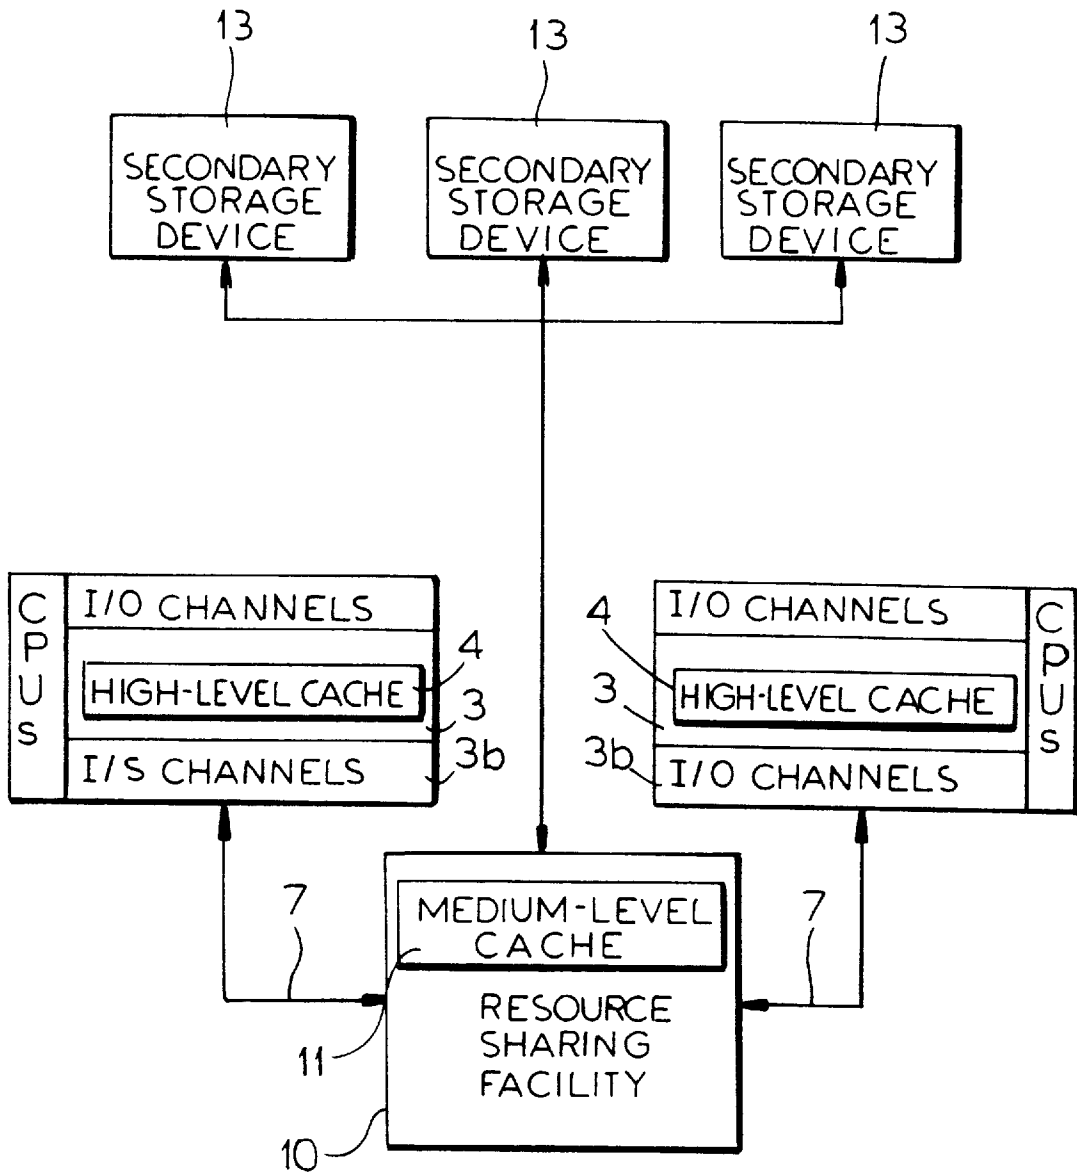 13
13
13
SECONDARY
STORAGE
DEVICE
SECONDARY
STORAGE
DEVICE
SECONDARY
STORAGE
DEVICE
CPUS
I/O CHANNELS
HIGH-LEVEL CACHE
4
3
I/S CHANNELS
3b
I/O CHANNELS
4
HIGH-LEVEL CACHE
3
3b
I/O CHANNELS
CPUS
7
MEDIUM-LEVEL
CACHE
7
RESOURCE
SHARING
FACILITY
11
10